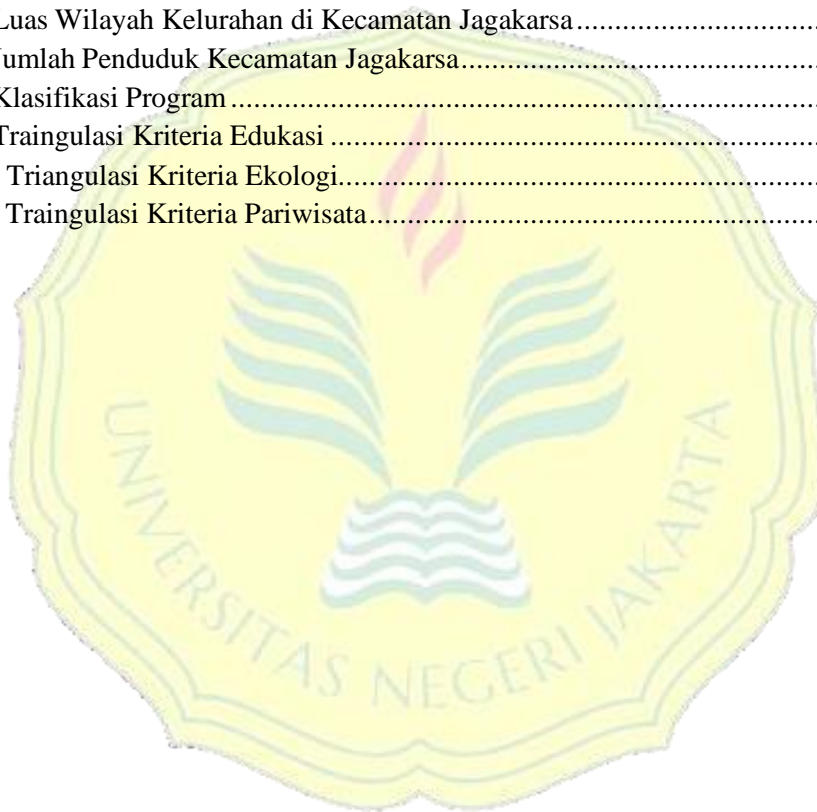 Luas Wilayah Kelurahan di Kecamatan Jagakarsa................................
Jumlah Penduduk Kecamatan Jagakarsa...............................................
Klasifikasi Program..............................................................................
Traingulasi Kriteria Edukasi................................................................
Triangulasi Kriteria Ekologi...............................................................
Traingulasi Kriteria Pariwisata...........................................................
UNIVERSITAS NEGERI JAKARTA